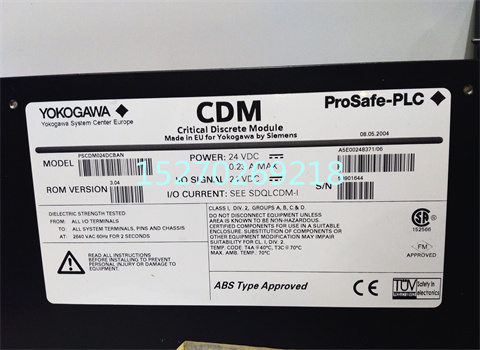 YOKOGAWA
Yokogawa System Center Europe
CDM
Critical Discrete Module
Made in EU for Yokogawa by Siemens
ProSafe-PLC
08.05.2004
MODEL PSCDM024DCBAN
POWER: 24 VDC
0.25 A MAX
A5E00248371/06
ROM VERSION 3.04
I/O SIGNAL: 24 VDC
S/N
I/O CURRENT: SEE SDQLCDM-I
15270269218
DIELECTRIC STRENGTH TESTED
FROM: ALL I/O TERMINALS
TO: ALL SYSTEM TERMINALS, PINS AND CHASSIS
AT: 2640 VAC 60Hz FOR 2 SECONDS
READ ALL INSTRUCTIONS
BEFORE INSTALLING TO
PREVENT PERSONAL INJURY
OR DAMAGE TO
EQUIPMENT.
CLASS I, DIV. 2, GROUPS A, B, C & D
DO NOT DISCONNECT EQUIPMENT UNLESS
AREA IS KNOWN TO BE NON-HAZARDOUS.
CERTIFIED COMPONENTS FOR USE IN A SUITABLE
ENCLOSURE. SUBSTITUTION OF COMPONENTS OR
OTHER EQUIPMENT MODIFICATION MAY IMPAIR
SUITABILITY FOR CL. I, DIV. 2.
TEMP. CODE: T4A @ 40°C, T3C @ 70°C
MAX. AMB. TEMP.: 70°C
152566
FM
APPROVED
ABS Type Approved
CE
TÜV
Safety in
electronics